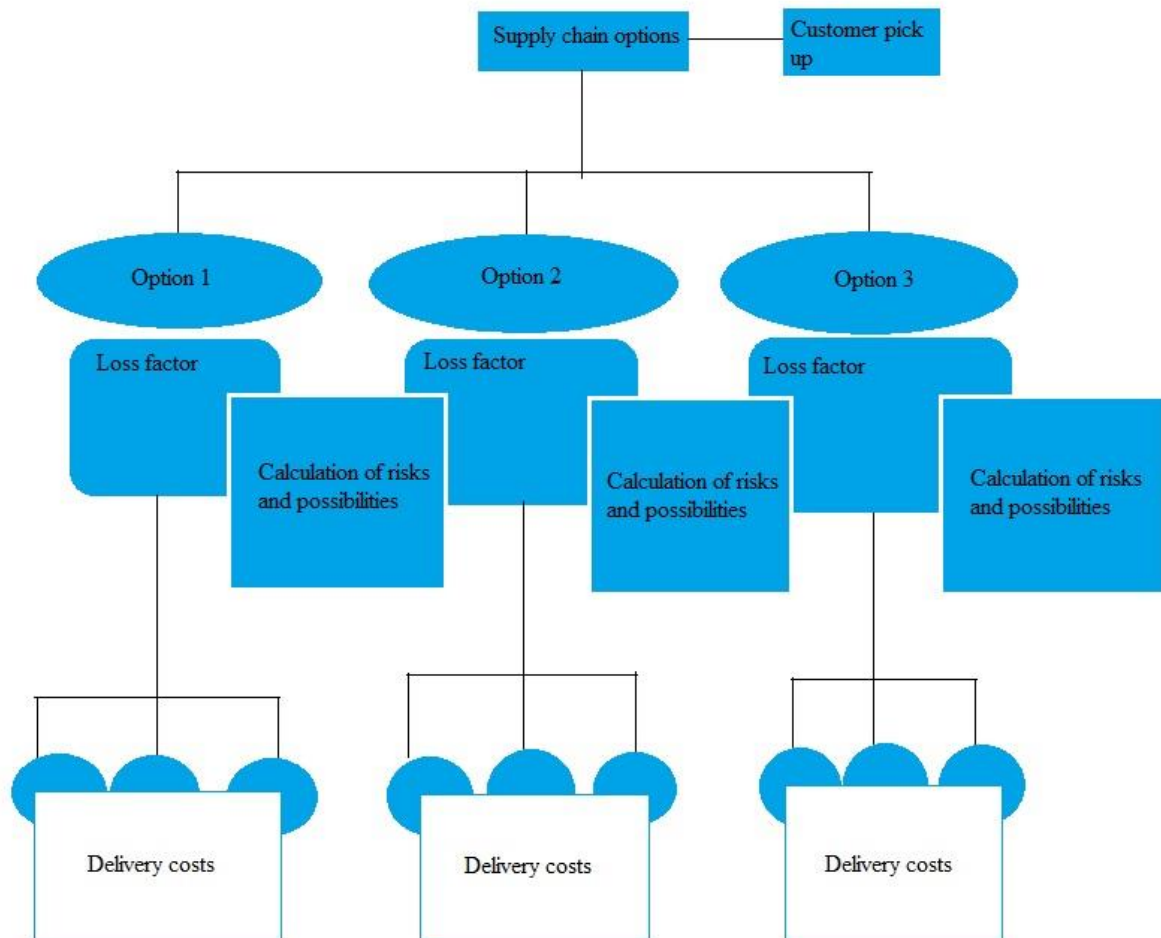 Supply chain options
Customer pick
up
Option 1
Option 2
Option 3
Loss factor
Loss factor
Loss factor
Calculation of risks
and possibilities
Calculation of risks
and possibilities
Calculation of risks
and possibilities
Delivery costs
Delivery costs
Delivery costs